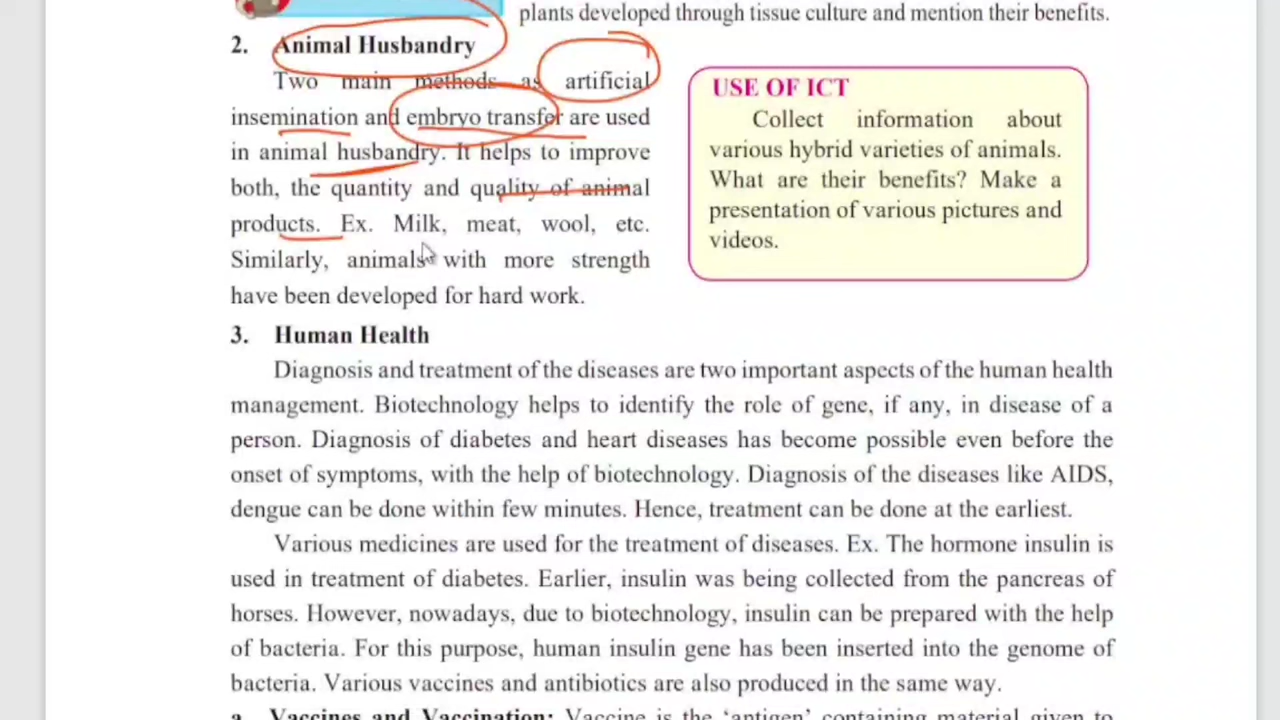 plants developed through tissue culture and mention their benefits.
2. Animal Husbandry
Two main methods as artificial
insemination and embryo transfer are used
in animal husbandry. It helps to improve
both, the quantity and quality of animal
products. Ex. Milk, meat, wool, etc.
Similarly, animals with more strength
have been developed for hard work.
USE OF ICT
Collect information about
various hybrid varieties of animals.
What are their benefits? Make a
presentation of various pictures and
videos.
3. Human Health
Diagnosis and treatment of the diseases are two important aspects of the human health
management. Biotechnology helps to identify the role of gene, if any, in disease of a
person. Diagnosis of diabetes and heart diseases has become possible even before the
onset of symptoms, with the help of biotechnology. Diagnosis of the diseases like AIDS,
dengue can be done within few minutes. Hence, treatment can be done at the earliest.
Various medicines are used for the treatment of diseases. Ex. The hormone insulin is
used in treatment of diabetes. Earlier, insulin was being collected from the pancreas of
horses. However, nowadays, due to biotechnology, insulin can be prepared with the help
of bacteria. For this purpose, human insulin gene has been inserted into the genome of
bacteria. Various vaccines and antibiotics are also produced in the same way.
a. Vaccines and Vaccination: Vaccine is the ‘antigen’ containing material given to